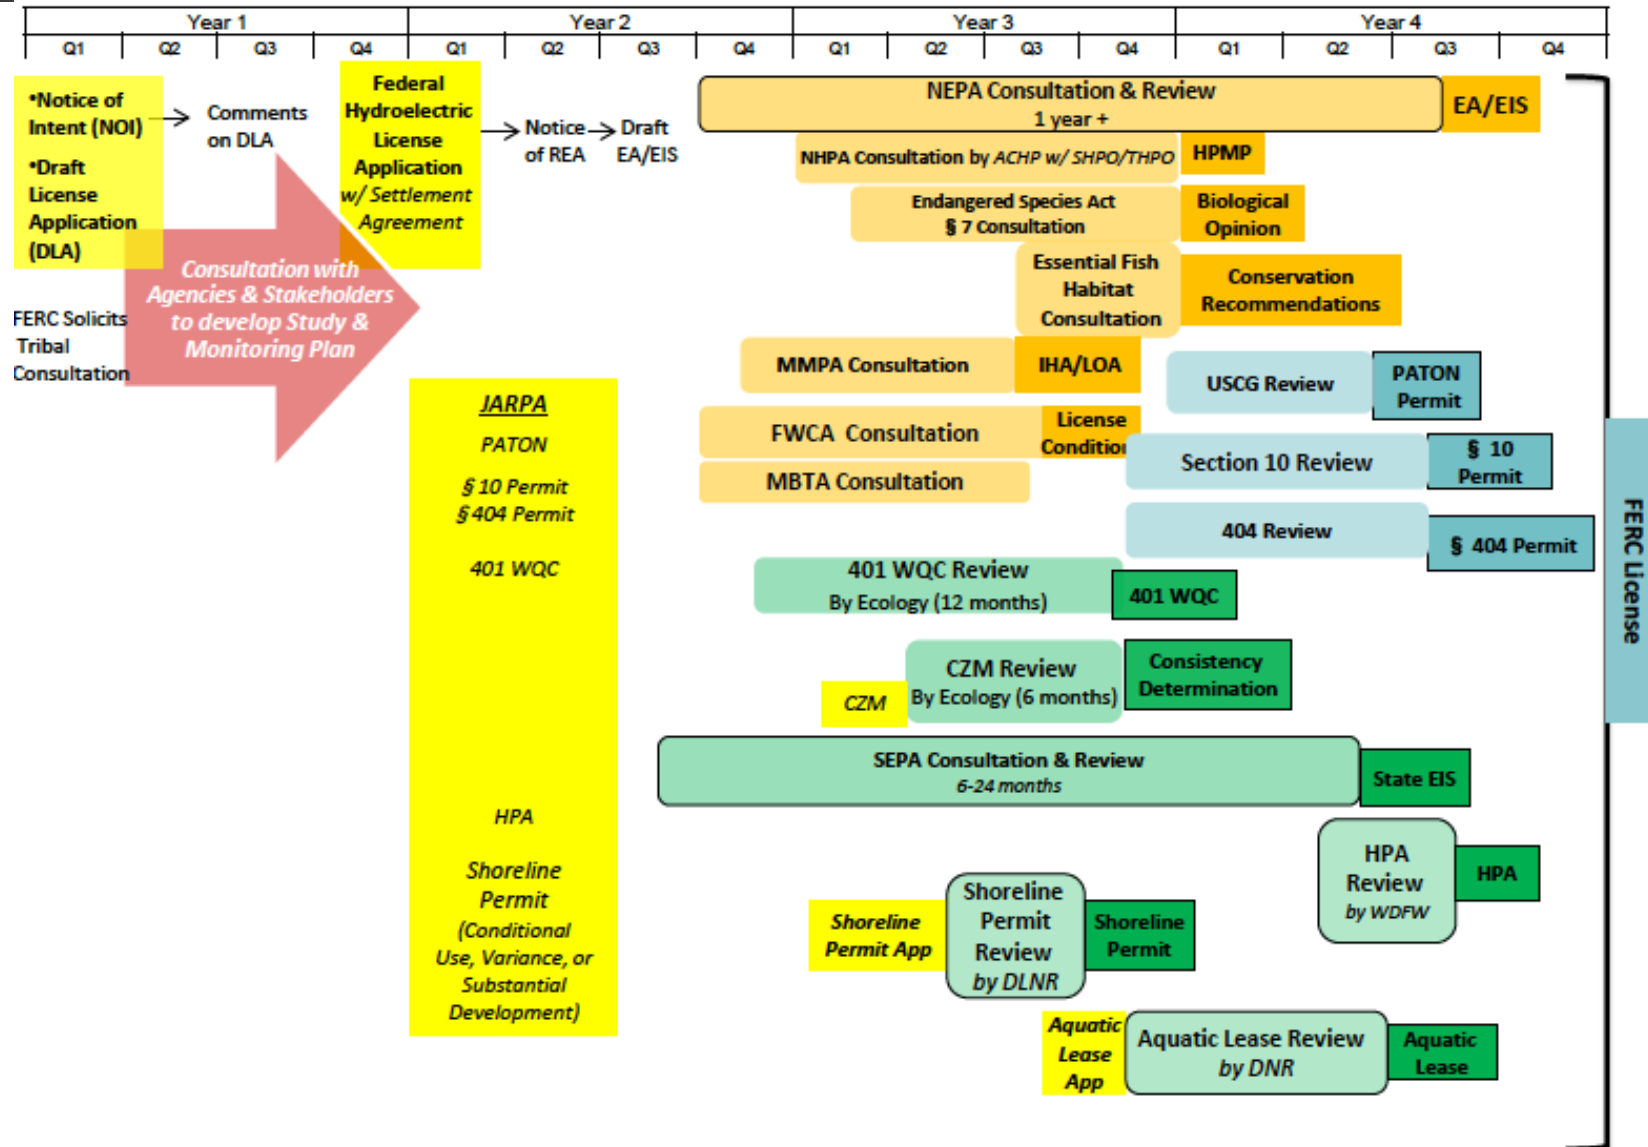 Year 1 Year 2 Year 3 Year 4
Q1 Q2 Q3 Q4 Q1 Q2 Q3 Q4 Q1 Q2 Q3 Q4 Q1 Q2 Q3 Q4
•Notice of
Intent (NOI)
•Draft
License
Application
(DLA)
Comments
on DLA
Federal
Hydroelectric
License
Application
w/ Settlement
Agreement
Notice
of REA
Draft
EA/EIS
FERC Solicits
Tribal
Consultation
Consultation with
Agencies & Stakeholders
to develop Study &
Monitoring Plan
JARPA
PATON
§ 10 Permit
§ 404 Permit
401 WQC
HPA
Shoreline
Permit
(Conditional
Use, Variance, or
Substantial
Development)
NEPA Consultation & Review
1 year +
EA/EIS
NHPA Consultation by ACHP w/ SHPO/THPO
HPMP
Endangered Species Act
§ 7 Consultation
Biological
Opinion
Essential Fish
Habitat
Consultation
Conservation
Recommendations
MMPA Consultation
IHA/LOA
USCG Review
PATON
Permit
FWCA Consultation
License
Condition
Section 10 Review
§ 10
Permit
MBTA Consultation
404 Review
§ 404 Permit
401 WQC Review
By Ecology (12 months)
401 WQC
CZM
CZM Review
By Ecology (6 months)
Consistency
Determination
SEPA Consultation & Review
6-24 months
State EIS
HPA
Review
by WDFW
HPA
Shoreline
Permit App
Shoreline
Permit
Review
by DLNR
Shoreline
Permit
Aquatic
Lease
App
Aquatic Lease Review
by DNR
Aquatic
Lease
FERC License